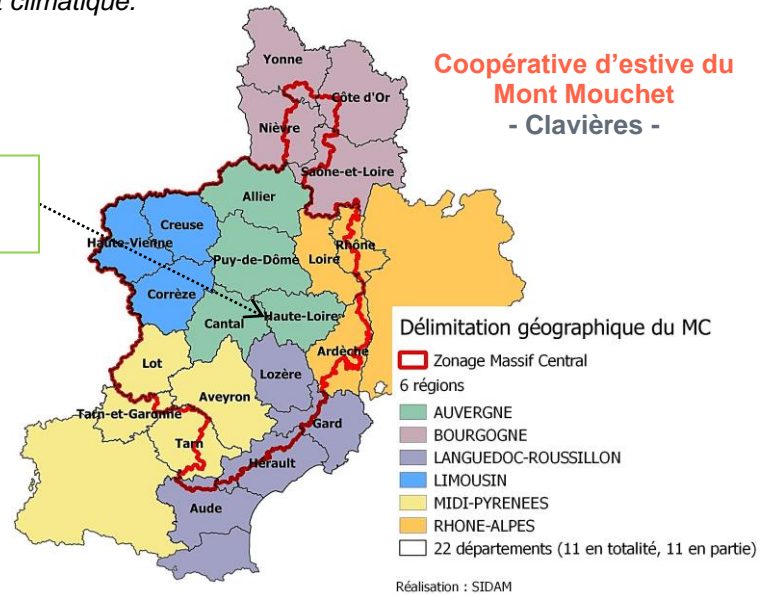 climatique.
Coopérative d'estive du
Mont Mouchet
- Clavières -
Yonne
Côte d'Or
Nièvre
Saône-et-Loire
Allier
Creuse
Haute-Vienne
Rhône
Puy-de-Dôme
Loire
Corrèze
Cantal
Haute-Loire
Ardèche
Lot
Lozère
Aveyron
Tarn-et-Garonne
Gard
Tarn
Hérault
Aude
Délimitation géographique du MC
Zonage Massif Central
6 régions
AUVERGNE
BOURGOGNE
LANGUEDOC-ROUSSILLON
LIMOUSIN
MIDI-PYRENEES
RHONE-ALPES
22 départements (11 en totalité, 11 en partie)
Réalisation : SIDAM